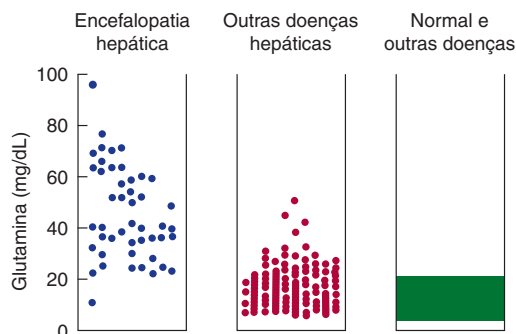 Encefalopatia
hepática
Outras doenças
hepáticas
Normal e
outras doenças
Glutamina (mg/dL)
100
80
60
40
20
0